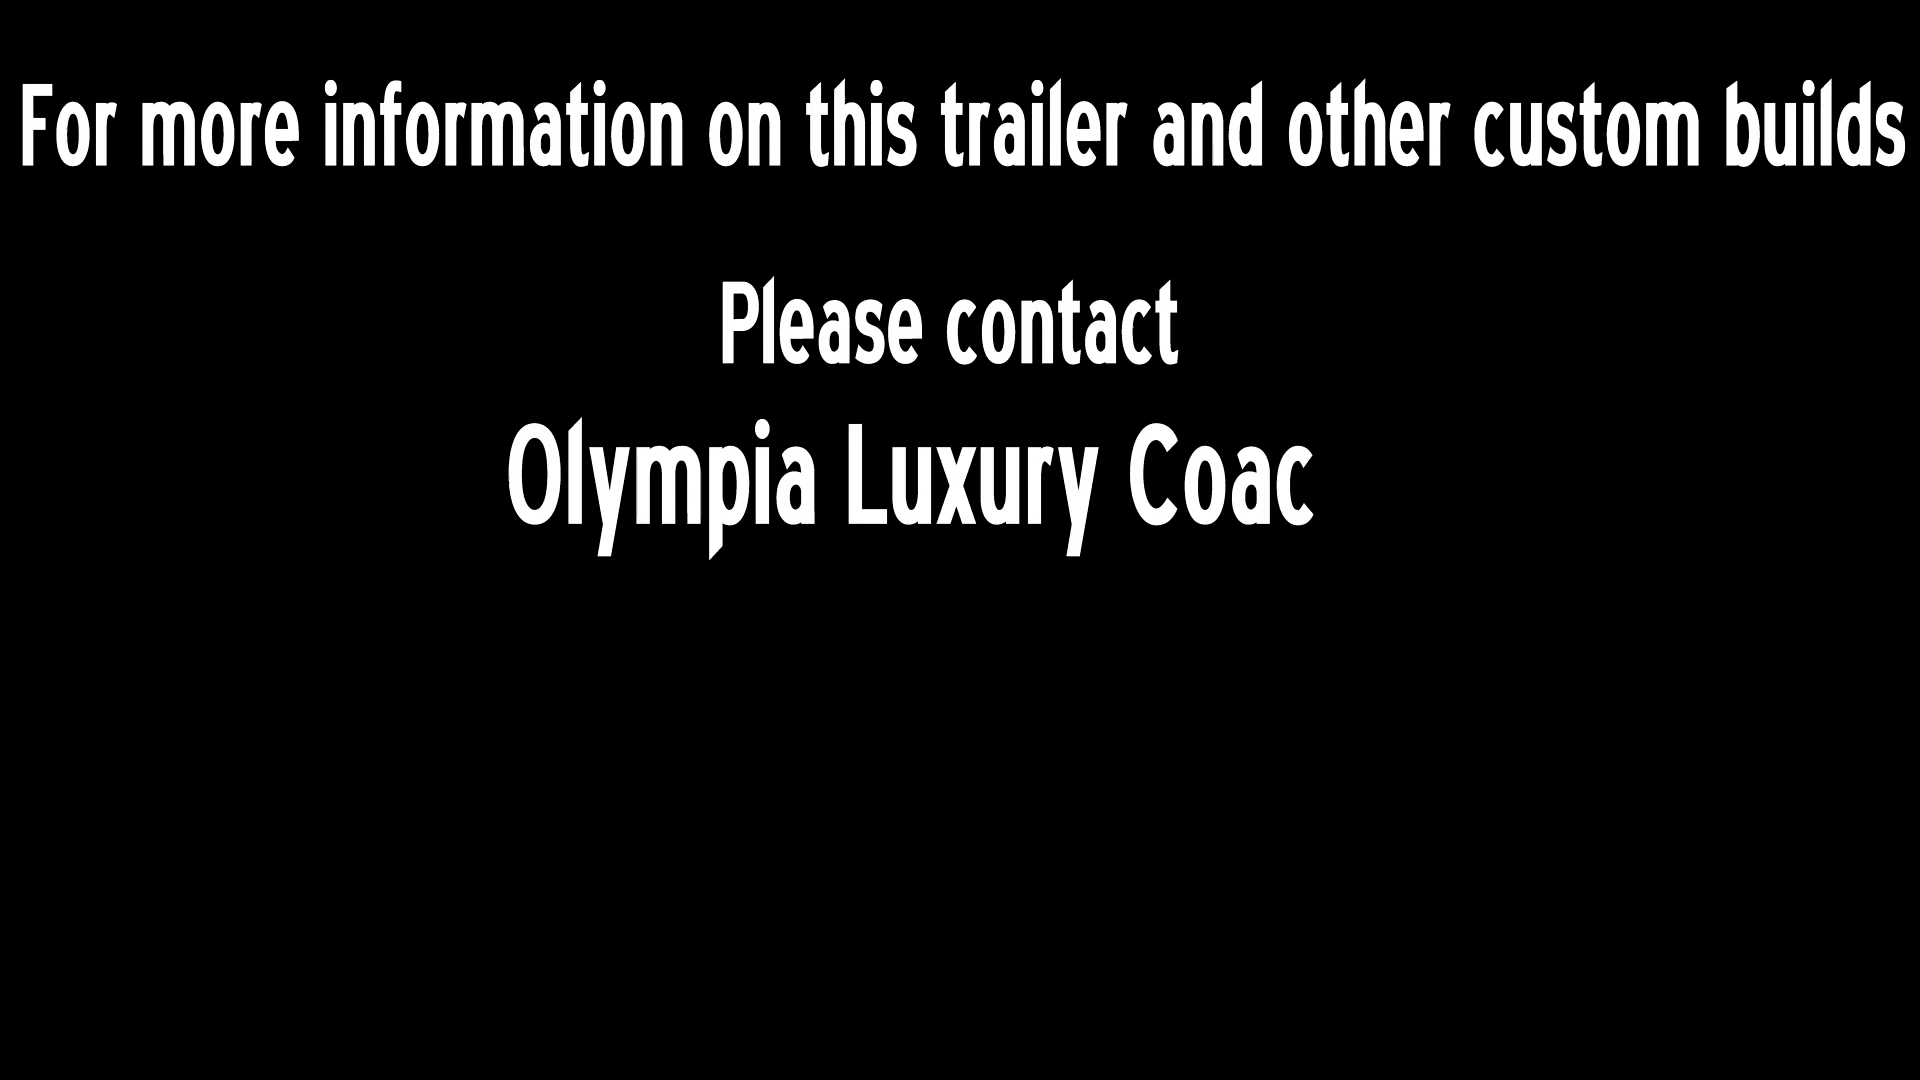 For more information on this trailer and other custom builds
Please contact
Olympia Luxury Coac